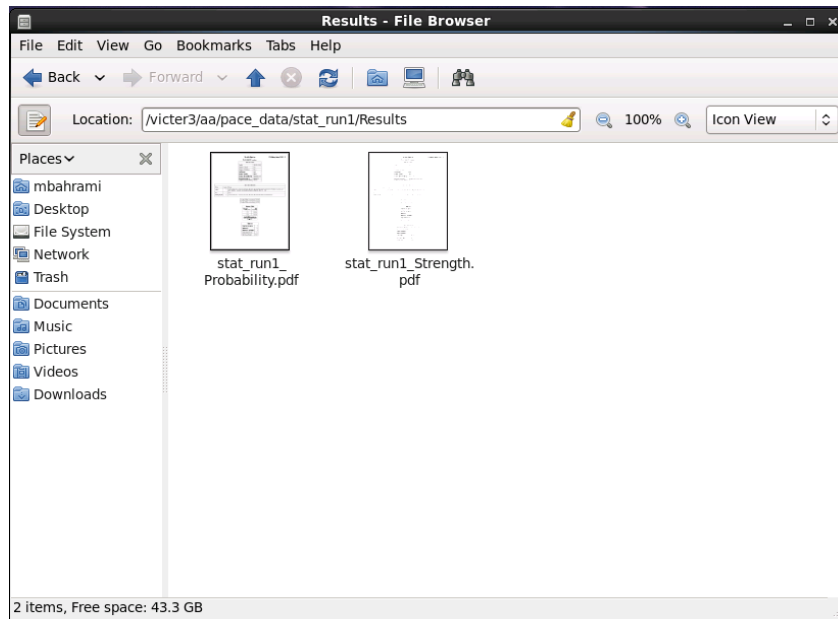 Results - File Browser
File Edit View Go Bookmarks Tabs Help
Back Forward
Location: /victer3/aa/pace_data/stat_run1/Results 100% Icon View
Places
mbahrami
Desktop
File System
Network
Trash
Documents
Music
Pictures
Videos
Downloads
stat_run1_
Probability.pdf
stat_run1_Strength.
pdf
2 items, Free space: 43.3 GB